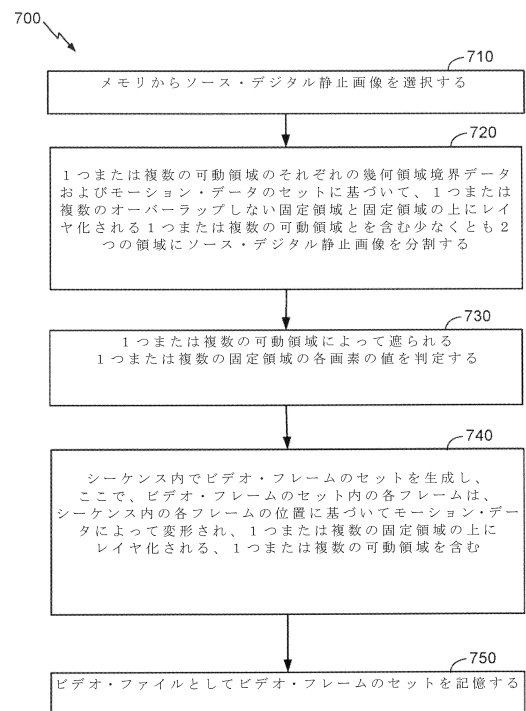 700
710
メモリからソース・デジタル静止画像を選択する
720
1つまたは複数の可動領域のそれぞれの幾何領域境界データ
およびモーション・データのセットに基づいて、1つまたは
複数のオーバーラップしない固定領域と固定領域の上にレイ
ヤ化される1つまたは複数の可動領域とを含む少なくとも2
つの領域にソース・デジタル静止画像を分割する
730
1つまたは複数の可動領域によって遮られる
1つまたは複数の固定領域の各画素の値を判定する
740
シーケンス内でビデオ・フレームのセットを生成し、
ここで、ビデオ・フレームのセット内の各フレームは、
シーケンス内の各フレームの位置に基づいてモーション・デー
タによって変形され、1つまたは複数の固定領域の上に
レイヤ化される、1つまたは複数の可動領域を含む
750
ビデオ・ファイルとしてビデオ・フレームのセットを記憶する